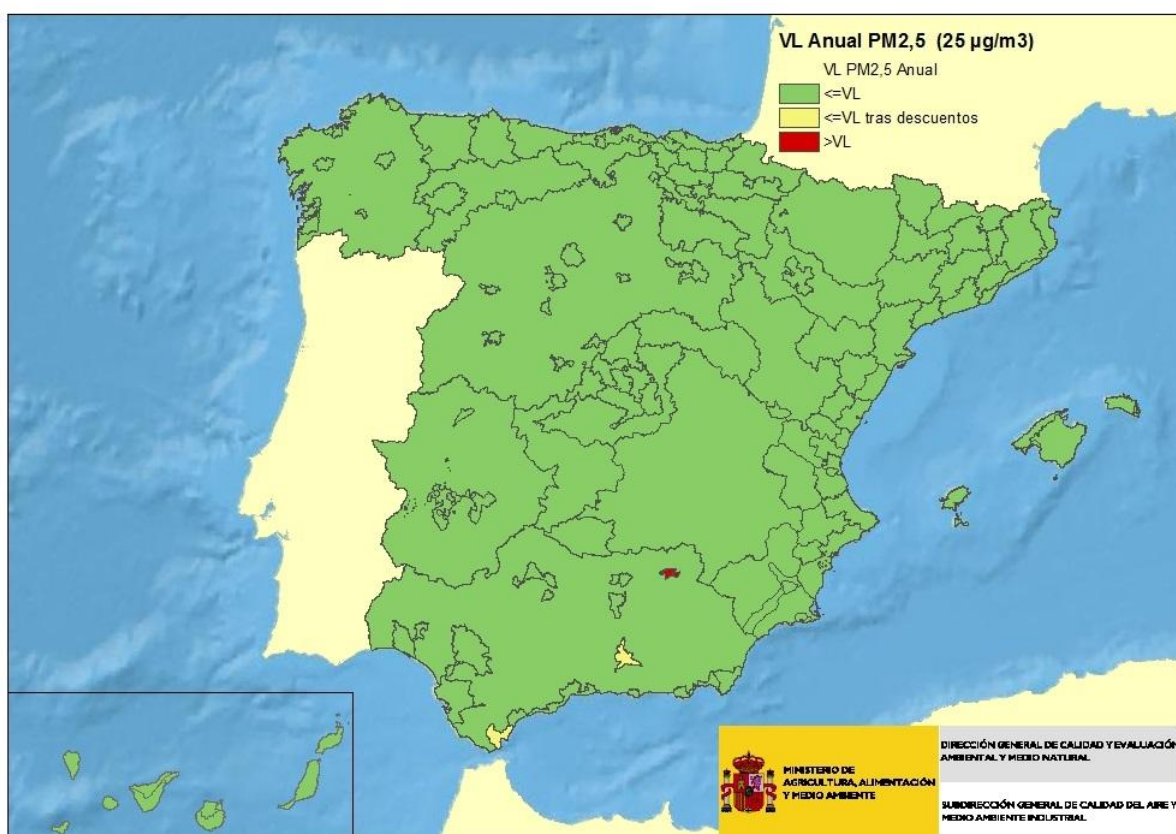 VL Anual PM2,5 (25 µg/m3)
VL PM2,5 Anual
<=VL
<=VL tras descuentos
>VL
MINISTERIO DE
AGRICULTURA, ALIMENTACIÓN
Y MEDIO AMBIENTE
DIRECCIÓN GENERAL DE CALIDAD Y EVALUACIÓN
AMBIENTAL Y MEDIO NATURAL
SUBDIRECCIÓN GENERAL DE CALIDAD DEL AIRE Y
MEDIO AMBIENTE INDUSTRIAL